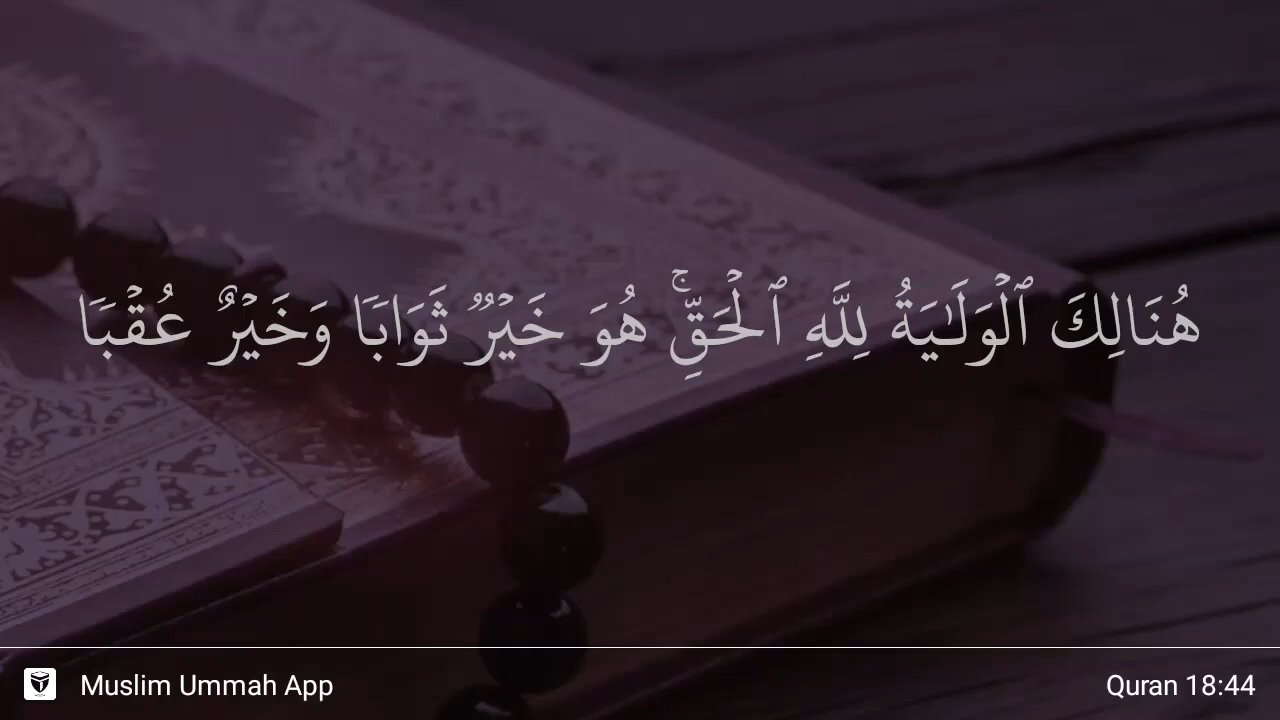 هُنَالِكَ ٱلْوَلَـٰيَةُ لِلَّهِ ٱلْحَقِّ ۚ هُوَ خَيْرٌۭ ثَوَابًۭا وَخَيْرٌ عُقْبًۭا
Muslim Ummah App
Quran 18:44